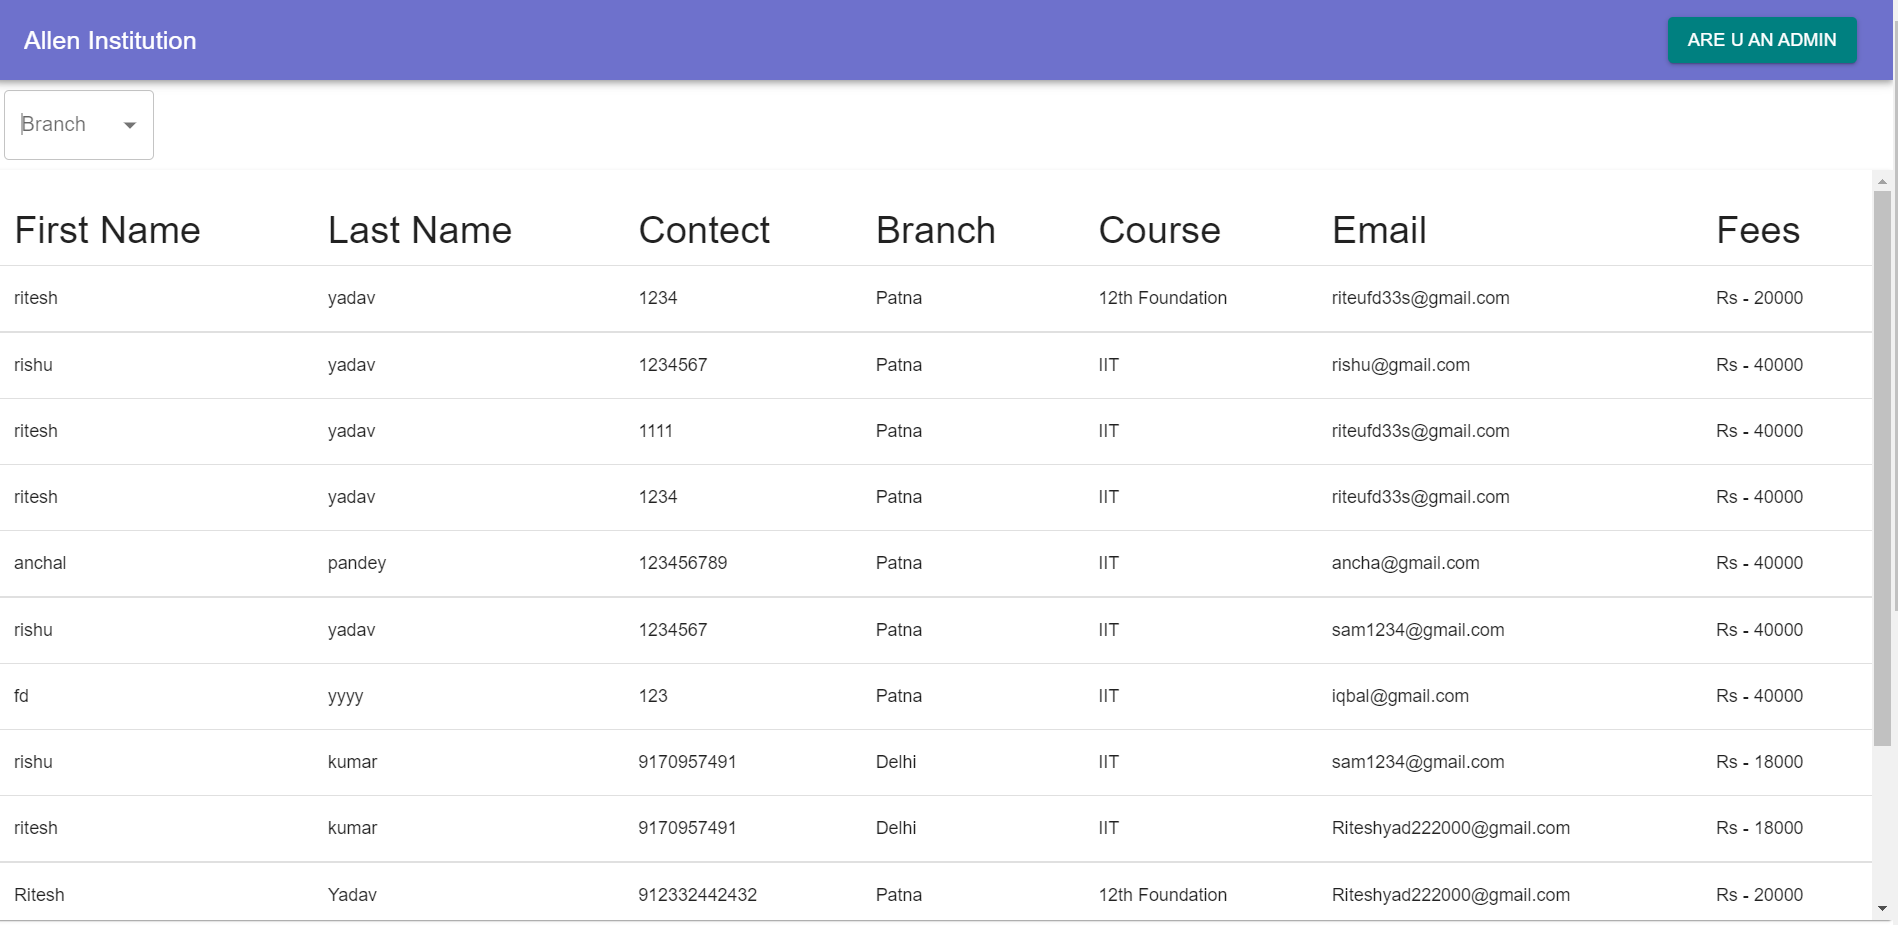 Allen Institution ARE U AN ADMIN
Branch
First Name Last Name Contect Branch Course Email Fees
ritesh yadav 1234 Patna 12th Foundation riteufd33s@gmail.com Rs - 20000
rishu yadav 1234567 Patna IIT rishu@gmail.com Rs - 40000
ritesh yadav 1111 Patna IIT riteufd33s@gmail.com Rs - 40000
ritesh yadav 1234 Patna IIT riteufd33s@gmail.com Rs - 40000
anchal pandey 123456789 Patna IIT ancha@gmail.com Rs - 40000
rishu yadav 1234567 Patna IIT sam1234@gmail.com Rs - 40000
fd yyyy 123 Patna IIT iqbal@gmail.com Rs - 40000
rishu kumar 9170957491 Delhi IIT sam1234@gmail.com Rs - 18000
ritesh kumar 9170957491 Delhi IIT Riteshyad222000@gmail.com Rs - 18000
Ritesh Yadav 912332442432 Patna 12th Foundation Riteshyad222000@gmail.com Rs - 20000